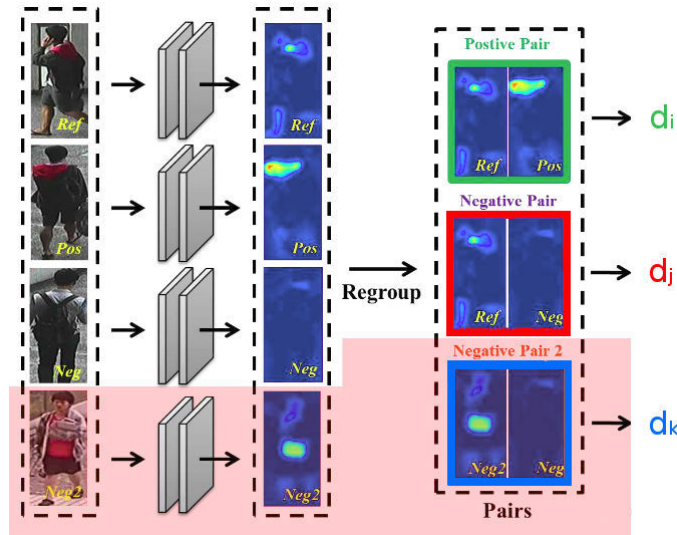 Ref
Pos
Neg
Neg2
Ref
Pos
Neg
Neg2
Regroup
Postive Pair
Ref
Pos
di
Negative Pair
Ref
Neg
dj
Negative Pair 2
Neg2
Neg
dk
Pairs